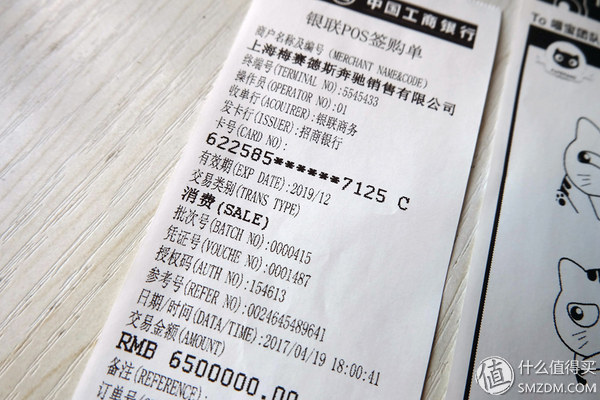 中国工商银行
银联POS签购单
商户名称及编号(MERCHANT NAME&CODE)
上海梅赛德斯奔驰销售有限公司
终端号(TERMINAL NO):5545433
操作员(OPERATOR NO):01
收单行(ACQUIRER):银联商务
发卡行(ISSUER):招商银行
卡号(CARD NO):
622585******7125 C
有效期(EXP DATE):2019/12
交易类别(TRANS TYPE)
消费(SALE)
批次号(BATCH NO):0000415
凭证号(VOUCHE NO):0001487
授权码(AUTH NO):154613
参考号(REFER NO):0024645489641
日期/时间(DATA/TIME):2017/04/19 18:00:41
交易金额(AMOUNT)
RMB 6500000.00
备注(REFERENCE):
订单号
To 喵宝团队
值 什么值得买
SMZDM.COM